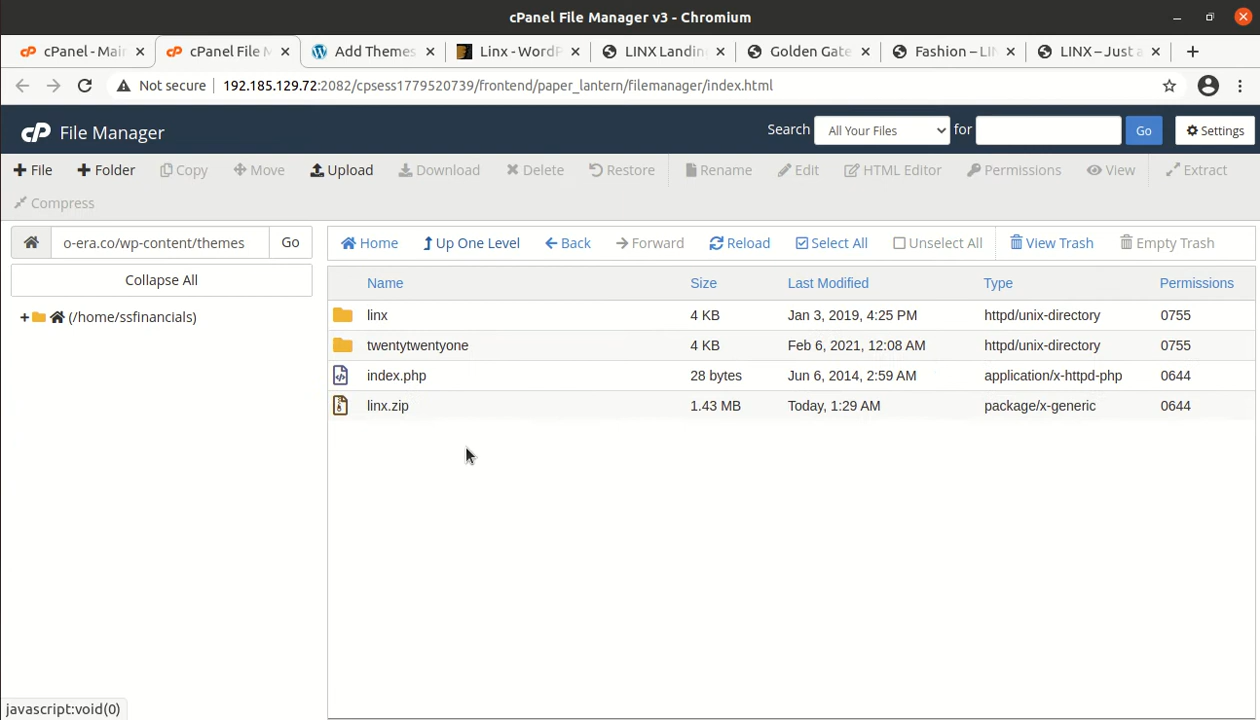 cPanel File Manager v3 - Chromium
cPanel - Mai
cPanel File M
Add Themes
Linx - WordP
LINX Landin
Golden Gate
Fashion – LI
LINX – Just a
Not secure 192.185.129.72:2082/cpsess1779520739/frontend/paper_lantern/filemanager/index.html
cP File Manager Search All Your Files for Go Settings
File Folder Copy Move Upload Download Delete Restore Rename Edit HTML Editor Permissions View Extract
Compress
o-era.co/wp-content/themes Go Home Up One Level Back Forward Reload Select All Unselect All View Trash Empty Trash
Collapse All
+ (/home/ssfinancials)
Name Size Last Modified Type Permissions
linx 4 KB Jan 3, 2019, 4:25 PM httpd/unix-directory 0755
twentytwentyone 4 KB Feb 6, 2021, 12:08 AM httpd/unix-directory 0755
index.php 28 bytes Jun 6, 2014, 2:59 AM application/x-httpd-php 0644
linx.zip 1.43 MB Today, 1:29 AM package/x-generic 0644
javascript:void(0)